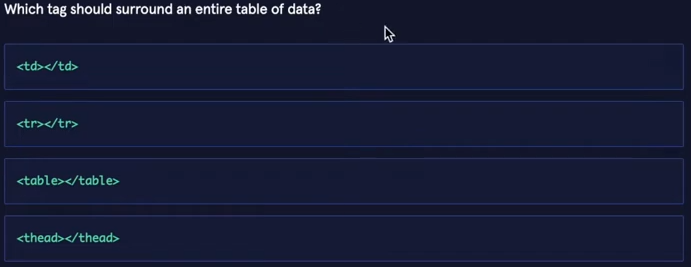 Which tag should surround an entire table of data?
<td></td>
<tr></tr>
<table></table>
<thead></thead>